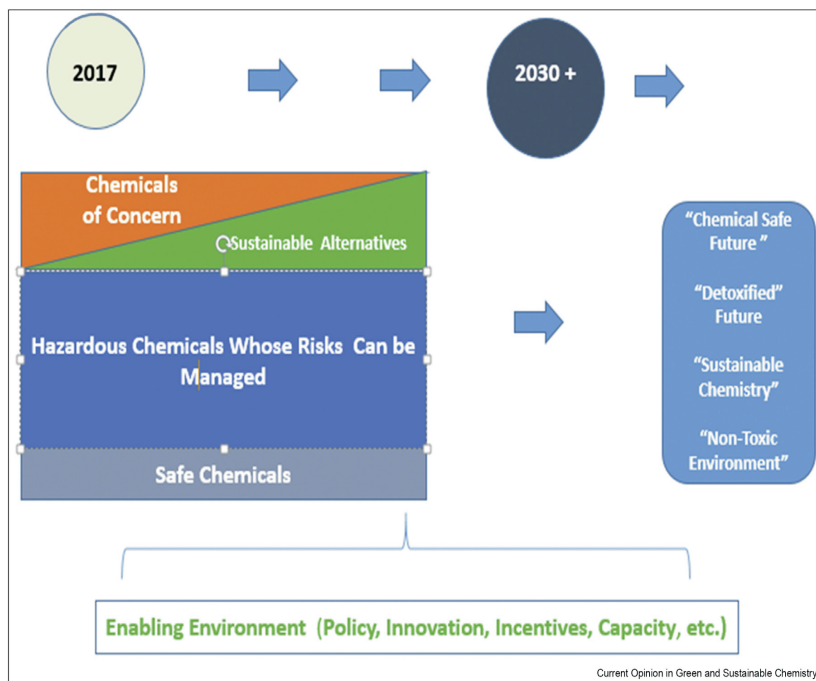 2017
2030 +
Chemicals
of Concern
Sustainable Alternatives
Hazardous Chemicals Whose Risks Can be
Managed
Safe Chemicals
“Chemical Safe
Future ”
“Detoxified”
Future
“Sustainable
Chemistry”
“Non-Toxic
Environment”
Enabling Environment (Policy, Innovation, Incentives, Capacity, etc.)
Current Opinion in Green and Sustainable Chemistry